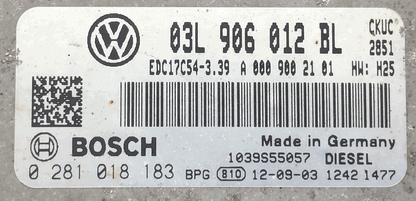 03L 906 012 BL CKUC
2851
EDC17C54-3.39 A 000 900 21 01 HW: H25
BOSCH Made in Germany
1039S55057 DIESEL
0 281 018 183 BPG 810 12-09-03 1242 1477